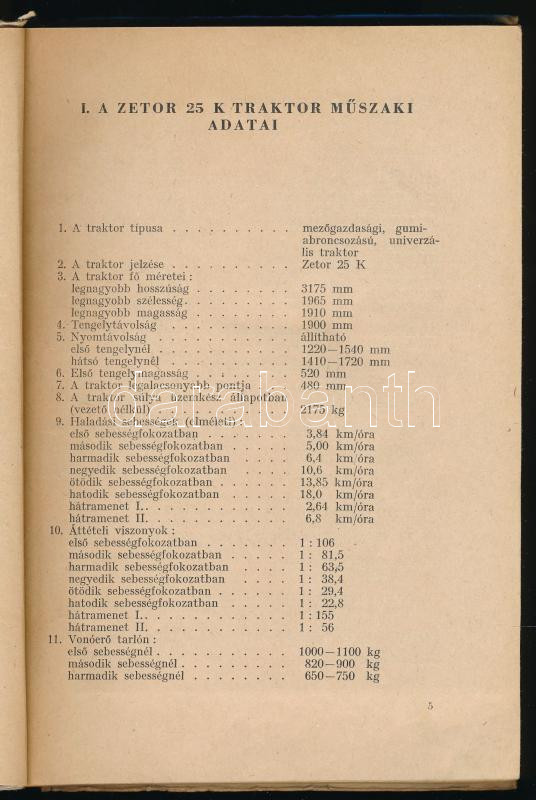 I. A ZETOR 25 K TRAKTOR MŰSZAKI
ADATAI
1. A traktor típusa . . . . . . . . . . mezőgazdasági, gumi-
abroncsozású, univerzá-
lis traktor
2. A traktor jelzése . . . . . . . . . . Zetor 25 K
3. A traktor fő méretei :
legnagyobb hosszúság . . . . . . . . 3175 mm
legnagyobb szélesség . . . . . . . . 1965 mm
legnagyobb magasság . . . . . . . . 1910 mm
4. Tengelytávolság . . . . . . . . . . 1900 mm
5. Nyomtávolság . . . . . . . . . . állítható
első tengelynél . . . . . . . . . . 1220—1540 mm
hátsó tengelynél . . . . . . . . . . 1410—1720 mm
6. Első tengelymagasság . . . . . . . . 520 mm
7. A traktor legalacsonyabb pontja . . . . 480 mm
8. A traktor súlya üzemkész állapotban
(vezető nélkül) . . . . . . . . . . 2175 kg
9. Haladási sebességek (elméleti) :
első sebességfokozatban . . . . . . . 3,84 km/óra
második sebességfokozatban . . . . . 5,00 km/óra
harmadik sebességfokozatban . . . . . 6,4 km/óra
negyedik sebességfokozatban . . . . . 10,6 km/óra
ötödik sebességfokozatban . . . . . . 13,85 km/óra
hatodik sebességfokozatban . . . . . 18,0 km/óra
hátramenet I. . . . . . . . . . . . 2,64 km/óra
hátramenet II. . . . . . . . . . . . 6,8 km/óra
10. Áttételi viszonyok :
első sebességfokozatban . . . . . . . 1 : 106
második sebességfokozatban . . . . . 1 : 81,5
harmadik sebességfokozatban . . . . . 1 : 63,5
negyedik sebességfokozatban . . . . . 1 : 38,4
ötödik sebességfokozatban . . . . . . 1 : 29,4
hatodik sebességfokozatban . . . . . 1 : 22,8
hátramenet I. . . . . . . . . . . . 1 : 155
hátramenet II. . . . . . . . . . . . 1 : 56
11. Vonóerő tarlón :
első sebességnél . . . . . . . . . . 1000—1100 kg
második sebességnél . . . . . . . . 820—900 kg
harmadik sebességnél . . . . . . . . 650—750 kg
5
darabanth